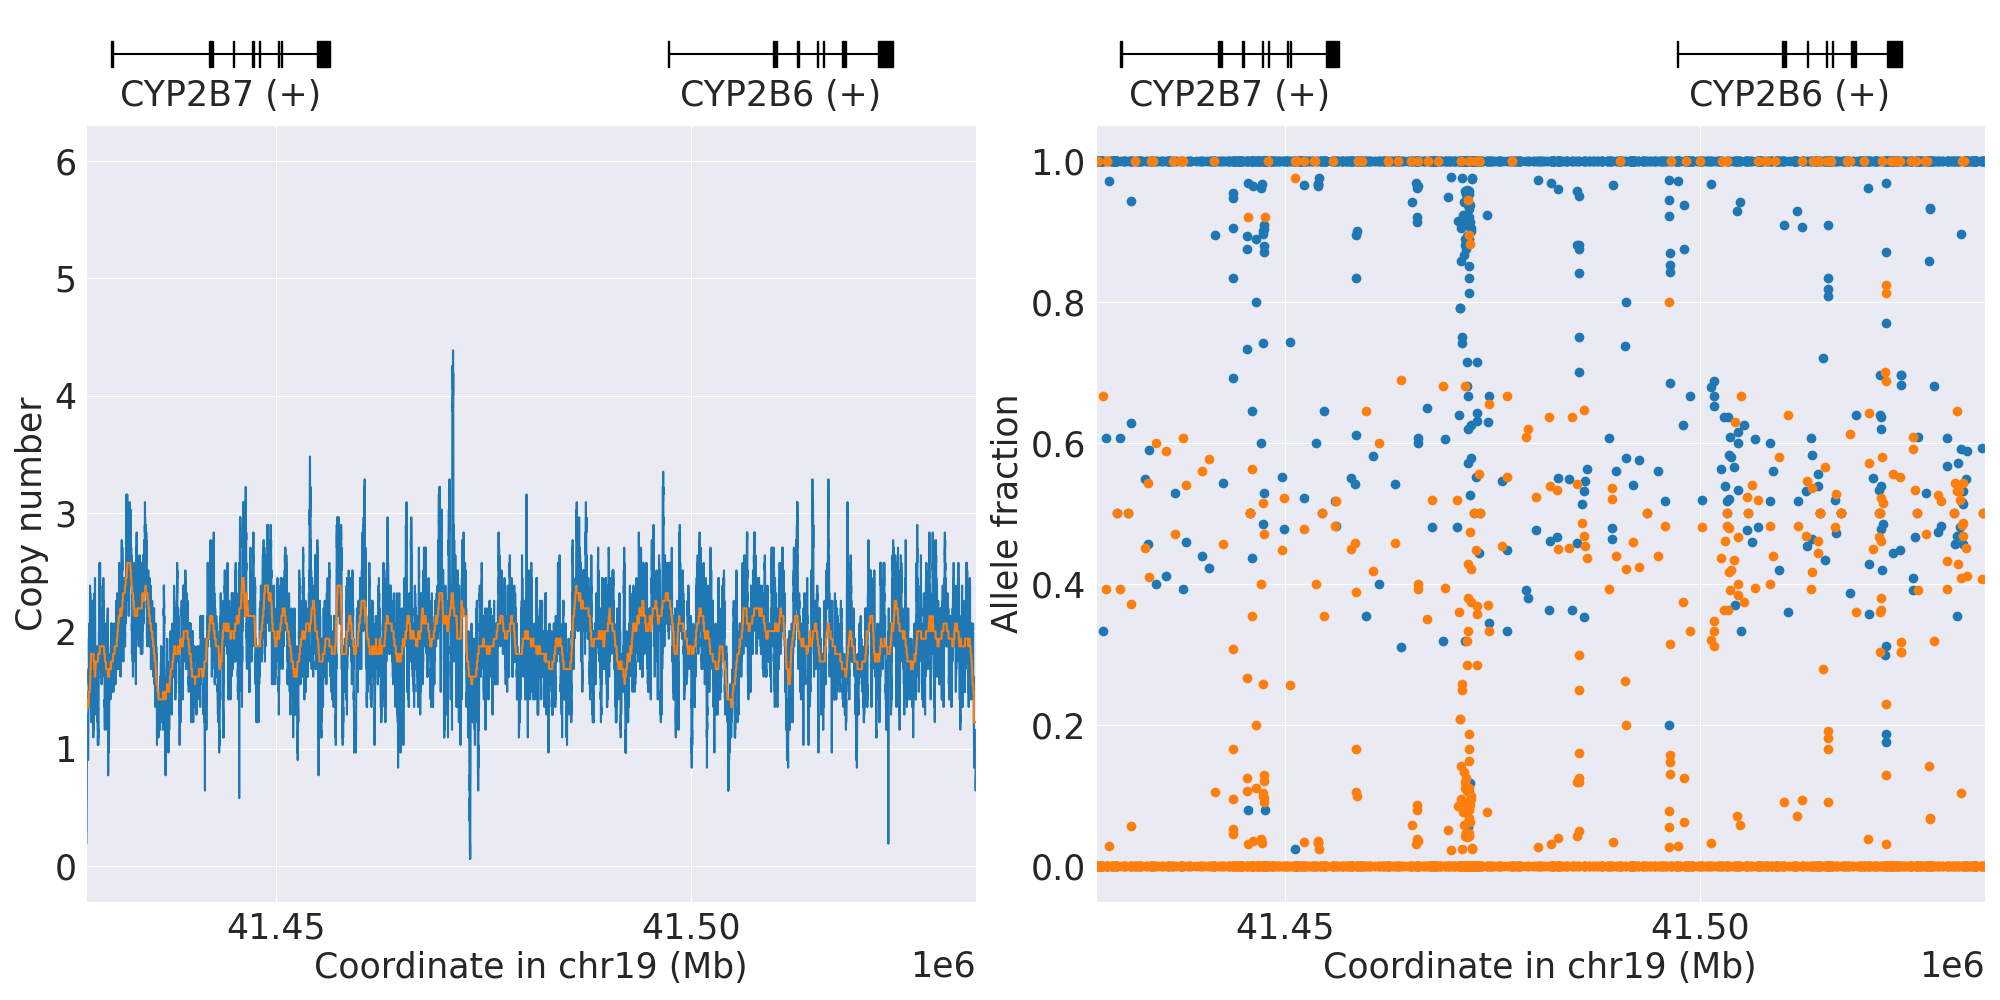 CYP2B7 (+)
CYP2B6 (+)
Copy number
6
5
4
3
2
1
0
41.45
41.50
Coordinate in chr19 (Mb)
1e6
CYP2B7 (+)
CYP2B6 (+)
Allele fraction
1.0
0.8
0.6
0.4
0.2
0.0
41.45
41.50
Coordinate in chr19 (Mb)
1e6